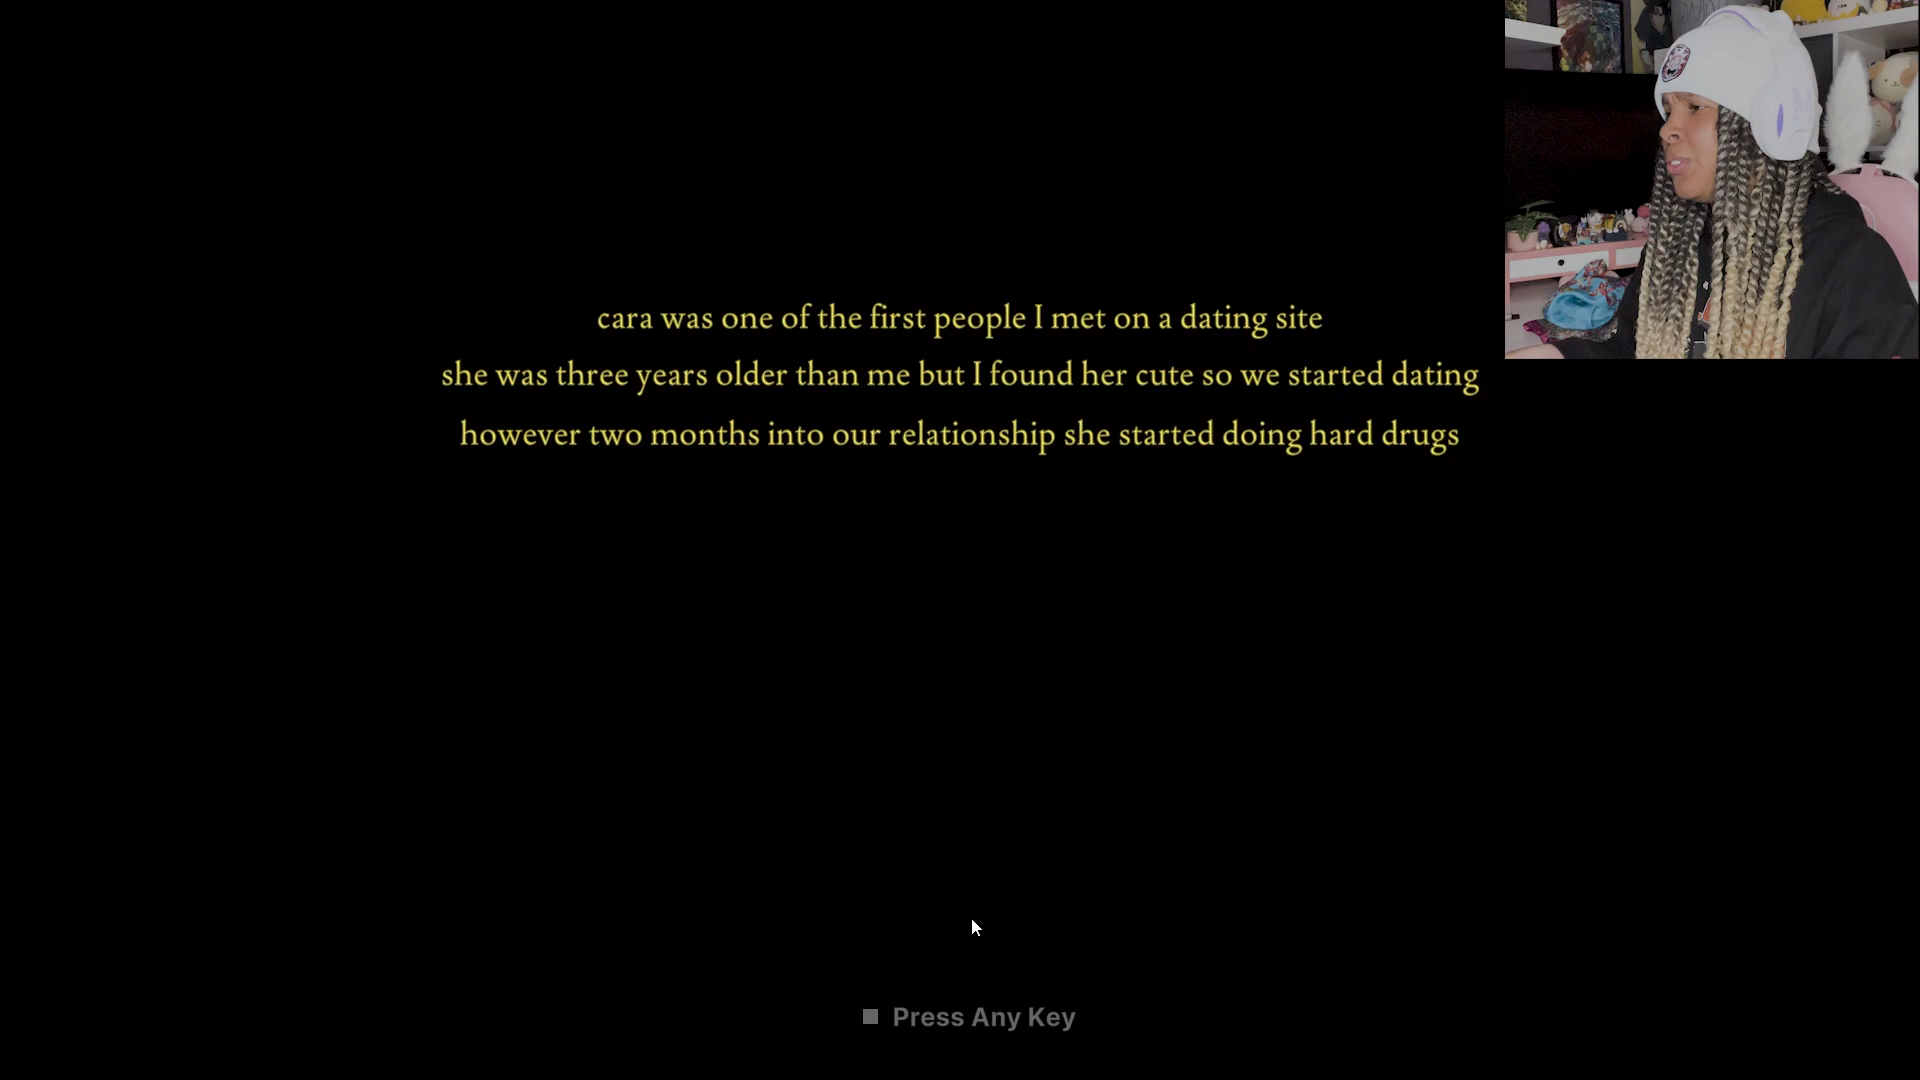 cara was one of the first people I met on a dating site
she was three years older than me but I found her cute so we started dating
however two months into our relationship she started doing hard drugs
Press Any Key